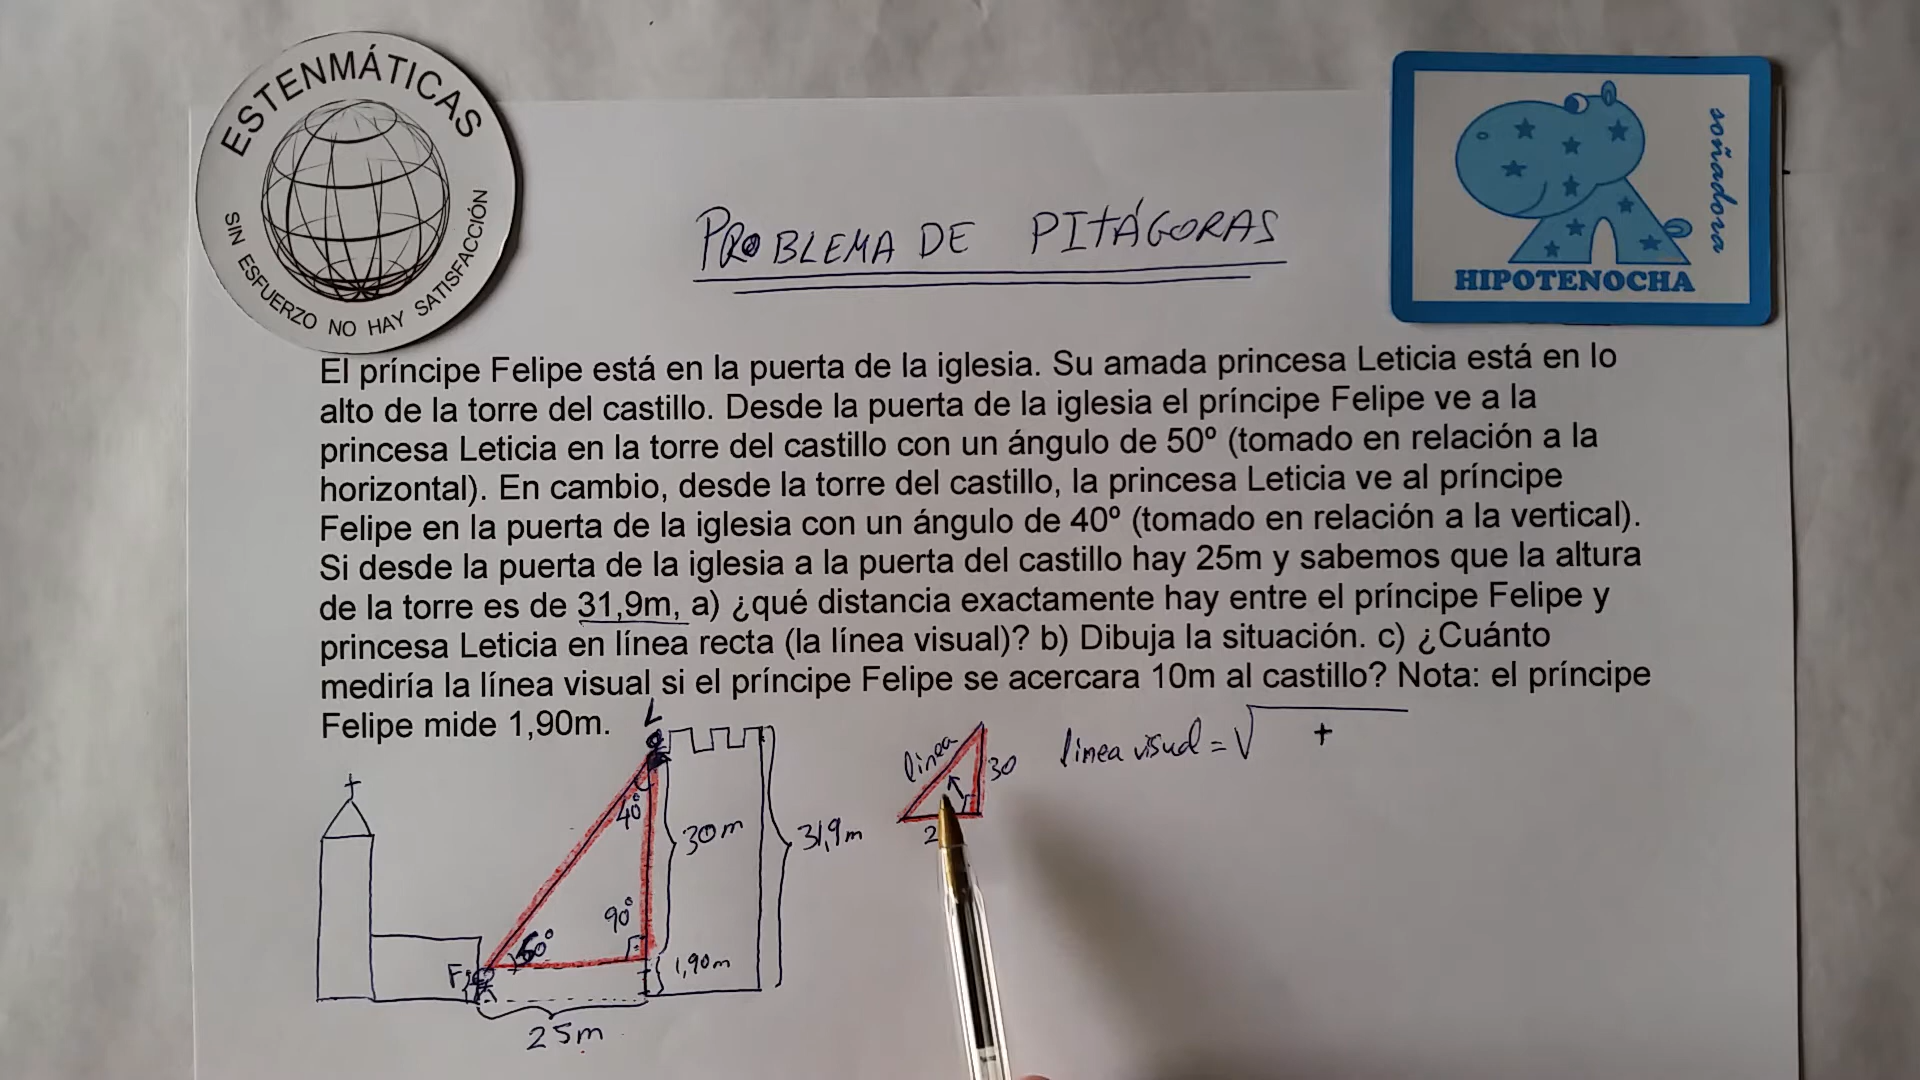 ESTENMÁTICAS
SIN ESFUERZO NO HAY SATISFACCIÓN
soñadora
HIPOTENOCHA
PROBLEMA DE PITÁGORAS
El príncipe Felipe está en la puerta de la iglesia. Su amada princesa Leticia está en lo
alto de la torre del castillo. Desde la puerta de la iglesia el príncipe Felipe ve a la
princesa Leticia en la torre del castillo con un ángulo de 50º (tomado en relación a la
horizontal). En cambio, desde la torre del castillo, la princesa Leticia ve al príncipe
Felipe en la puerta de la iglesia con un ángulo de 40º (tomado en relación a la vertical).
Si desde la puerta de la iglesia a la puerta del castillo hay 25m y sabemos que la altura
de la torre es de 31,9m, a) ¿qué distancia exactamente hay entre el príncipe Felipe y
princesa Leticia en línea recta (la línea visual)? b) Dibuja la situación. c) ¿Cuánto
mediría la línea visual si el príncipe Felipe se acercara 10m al castillo? Nota: el príncipe
Felipe mide 1,90m.
L
40°
30m
31,9m
90°
50°
F
1,90m
25m
linea
30
2
linea visual = √ +